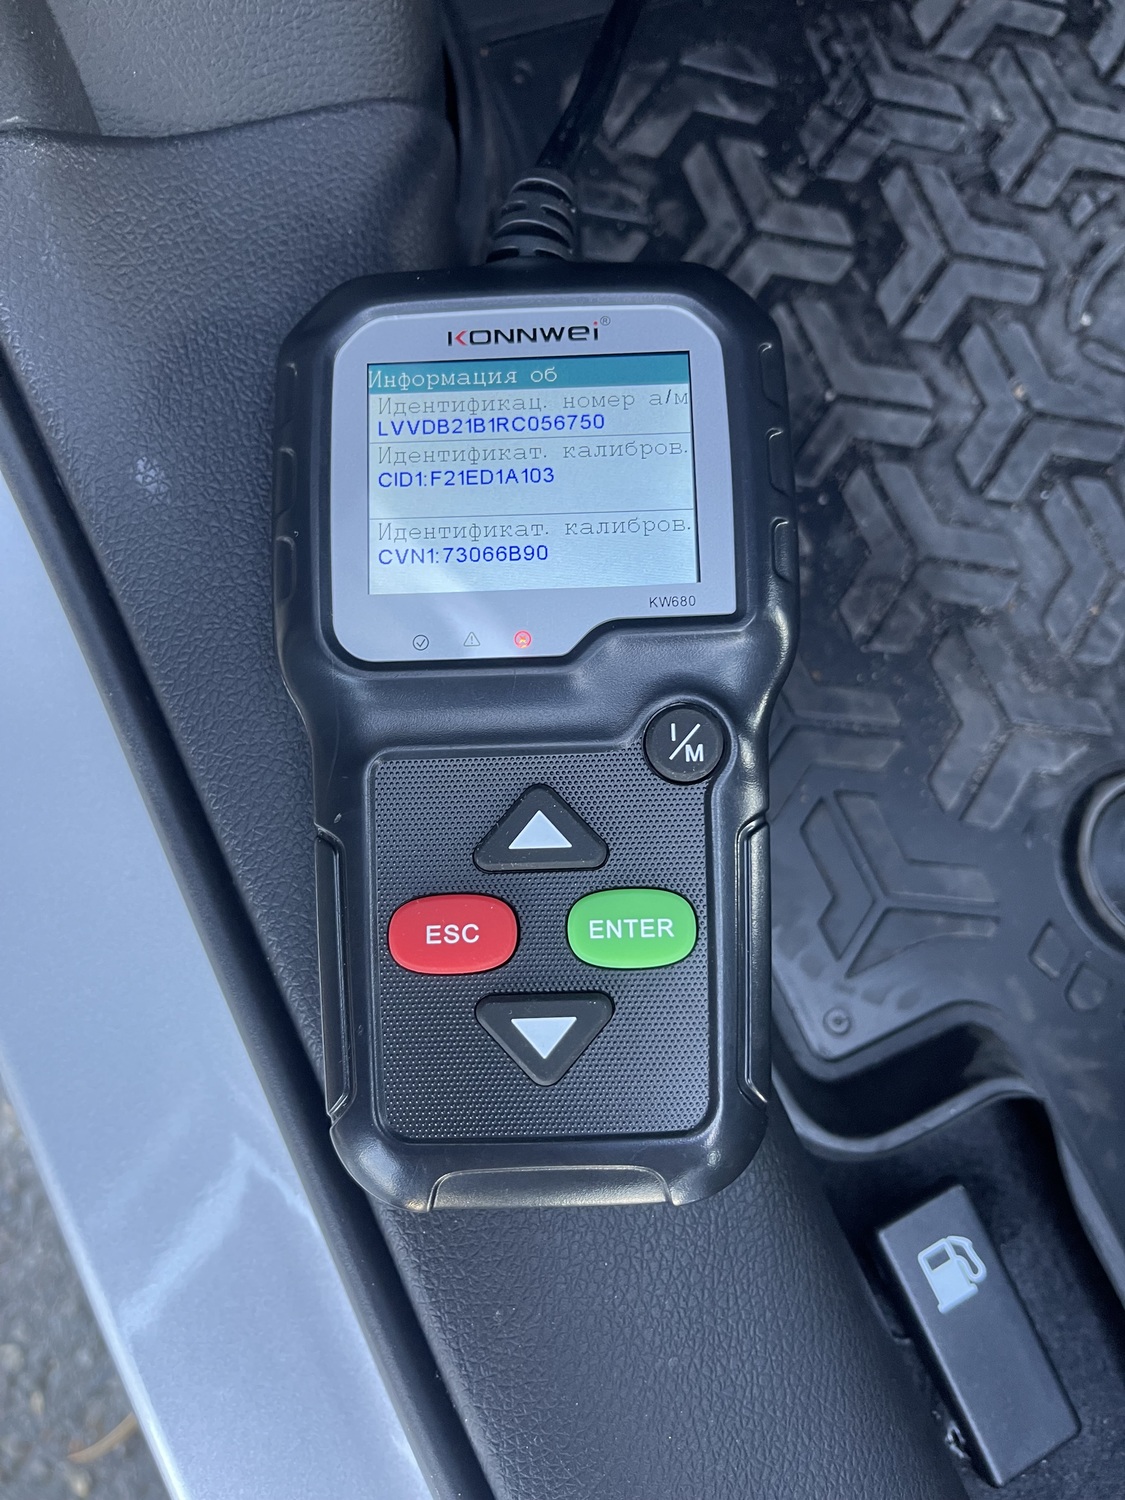 KONNWEI®
Информация об
Идентификац. номер а/м
LVVDB21B1RC056750
Идентификат. калибров.
CID1:F21ED1A103
Идентификат. калибров.
CVN1:73066B90
KW680
I/M
ESC
ENTER